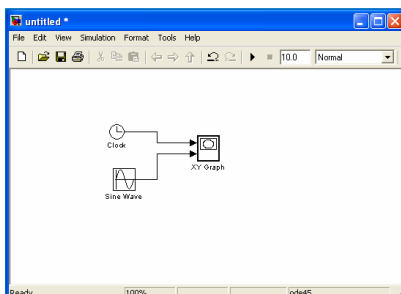 untitled *
File Edit View Simulation Format Tools Help
10.0 Normal
Clock
XY Graph
Sine Wave
Ready 100% ode45